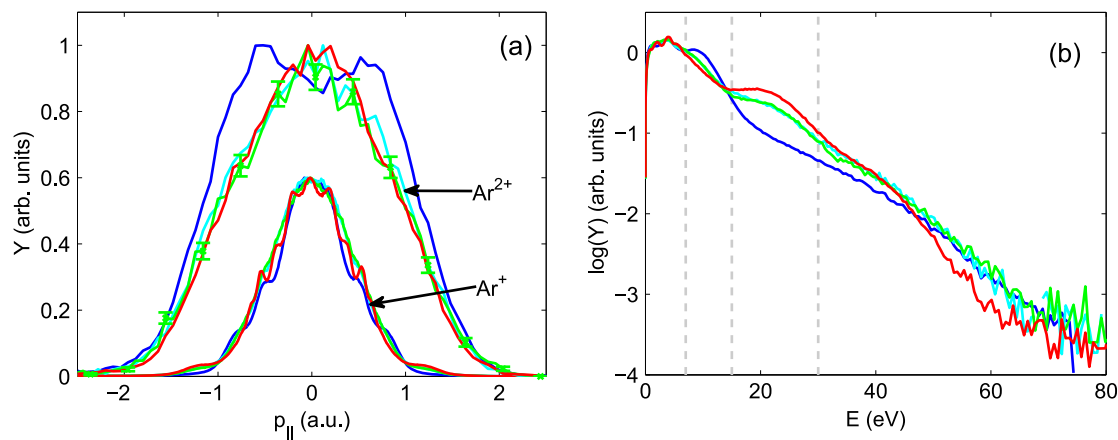 (a)
Y (arb. units)
1
0.8
0.6
0.4
0.2
0
Ar²⁺
Ar⁺
−2 −1 0 1 2
p|| (a.u.)
(b)
log(Y) (arb. units)
0
−1
−2
−3
−4
0 20 40 60 80
E (eV)